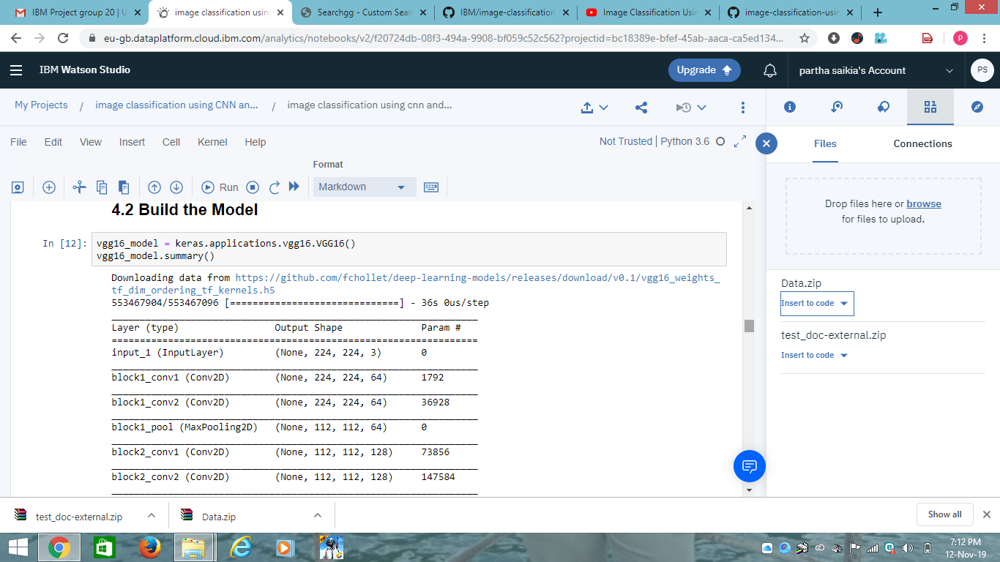 IBM Project group 20 | U
image classification using
Searchgg - Custom Sear
IBM/image-classification
Image Classification Usin
image-classification-usin
eu-gb.dataplatform.cloud.ibm.com/analytics/notebooks/v2/f20724db-08f3-494a-9908-bf059c52c562?projectid=bc18389e-bfef-45ab-aaca-ca5ed134...
P
IBM Watson Studio
Upgrade
partha saikia's Account
PS
My Projects / image classification using CNN an... / image classification using cnn and...
File Edit View Insert Cell Kernel Help
Not Trusted | Python 3.6
Files
Connections
Format
Run
Markdown
Drop files here or browse
for files to upload.
4.2 Build the Model
In [12]: vgg16_model = keras.applications.vgg16.VGG16()
vgg16_model.summary()
Downloading data from https://github.com/fchollet/deep-learning-models/releases/download/v0.1/vgg16_weights_
tf_dim_ordering_tf_kernels.h5
553467904/553467096 [==============================] - 36s 0us/step
_________________________________________________________________
Layer (type) Output Shape Param #
=================================================================
input_1 (InputLayer) (None, 224, 224, 3) 0
_________________________________________________________________
block1_conv1 (Conv2D) (None, 224, 224, 64) 1792
_________________________________________________________________
block1_conv2 (Conv2D) (None, 224, 224, 64) 36928
_________________________________________________________________
block1_pool (MaxPooling2D) (None, 112, 112, 64) 0
_________________________________________________________________
block2_conv1 (Conv2D) (None, 112, 112, 128) 73856
_________________________________________________________________
block2_conv2 (Conv2D) (None, 112, 112, 128) 147584
_________________________________________________________________
Data.zip
Insert to code
test_doc-external.zip
Insert to code
test_doc-external.zip
Data.zip
Show all
7:12 PM
12-Nov-19